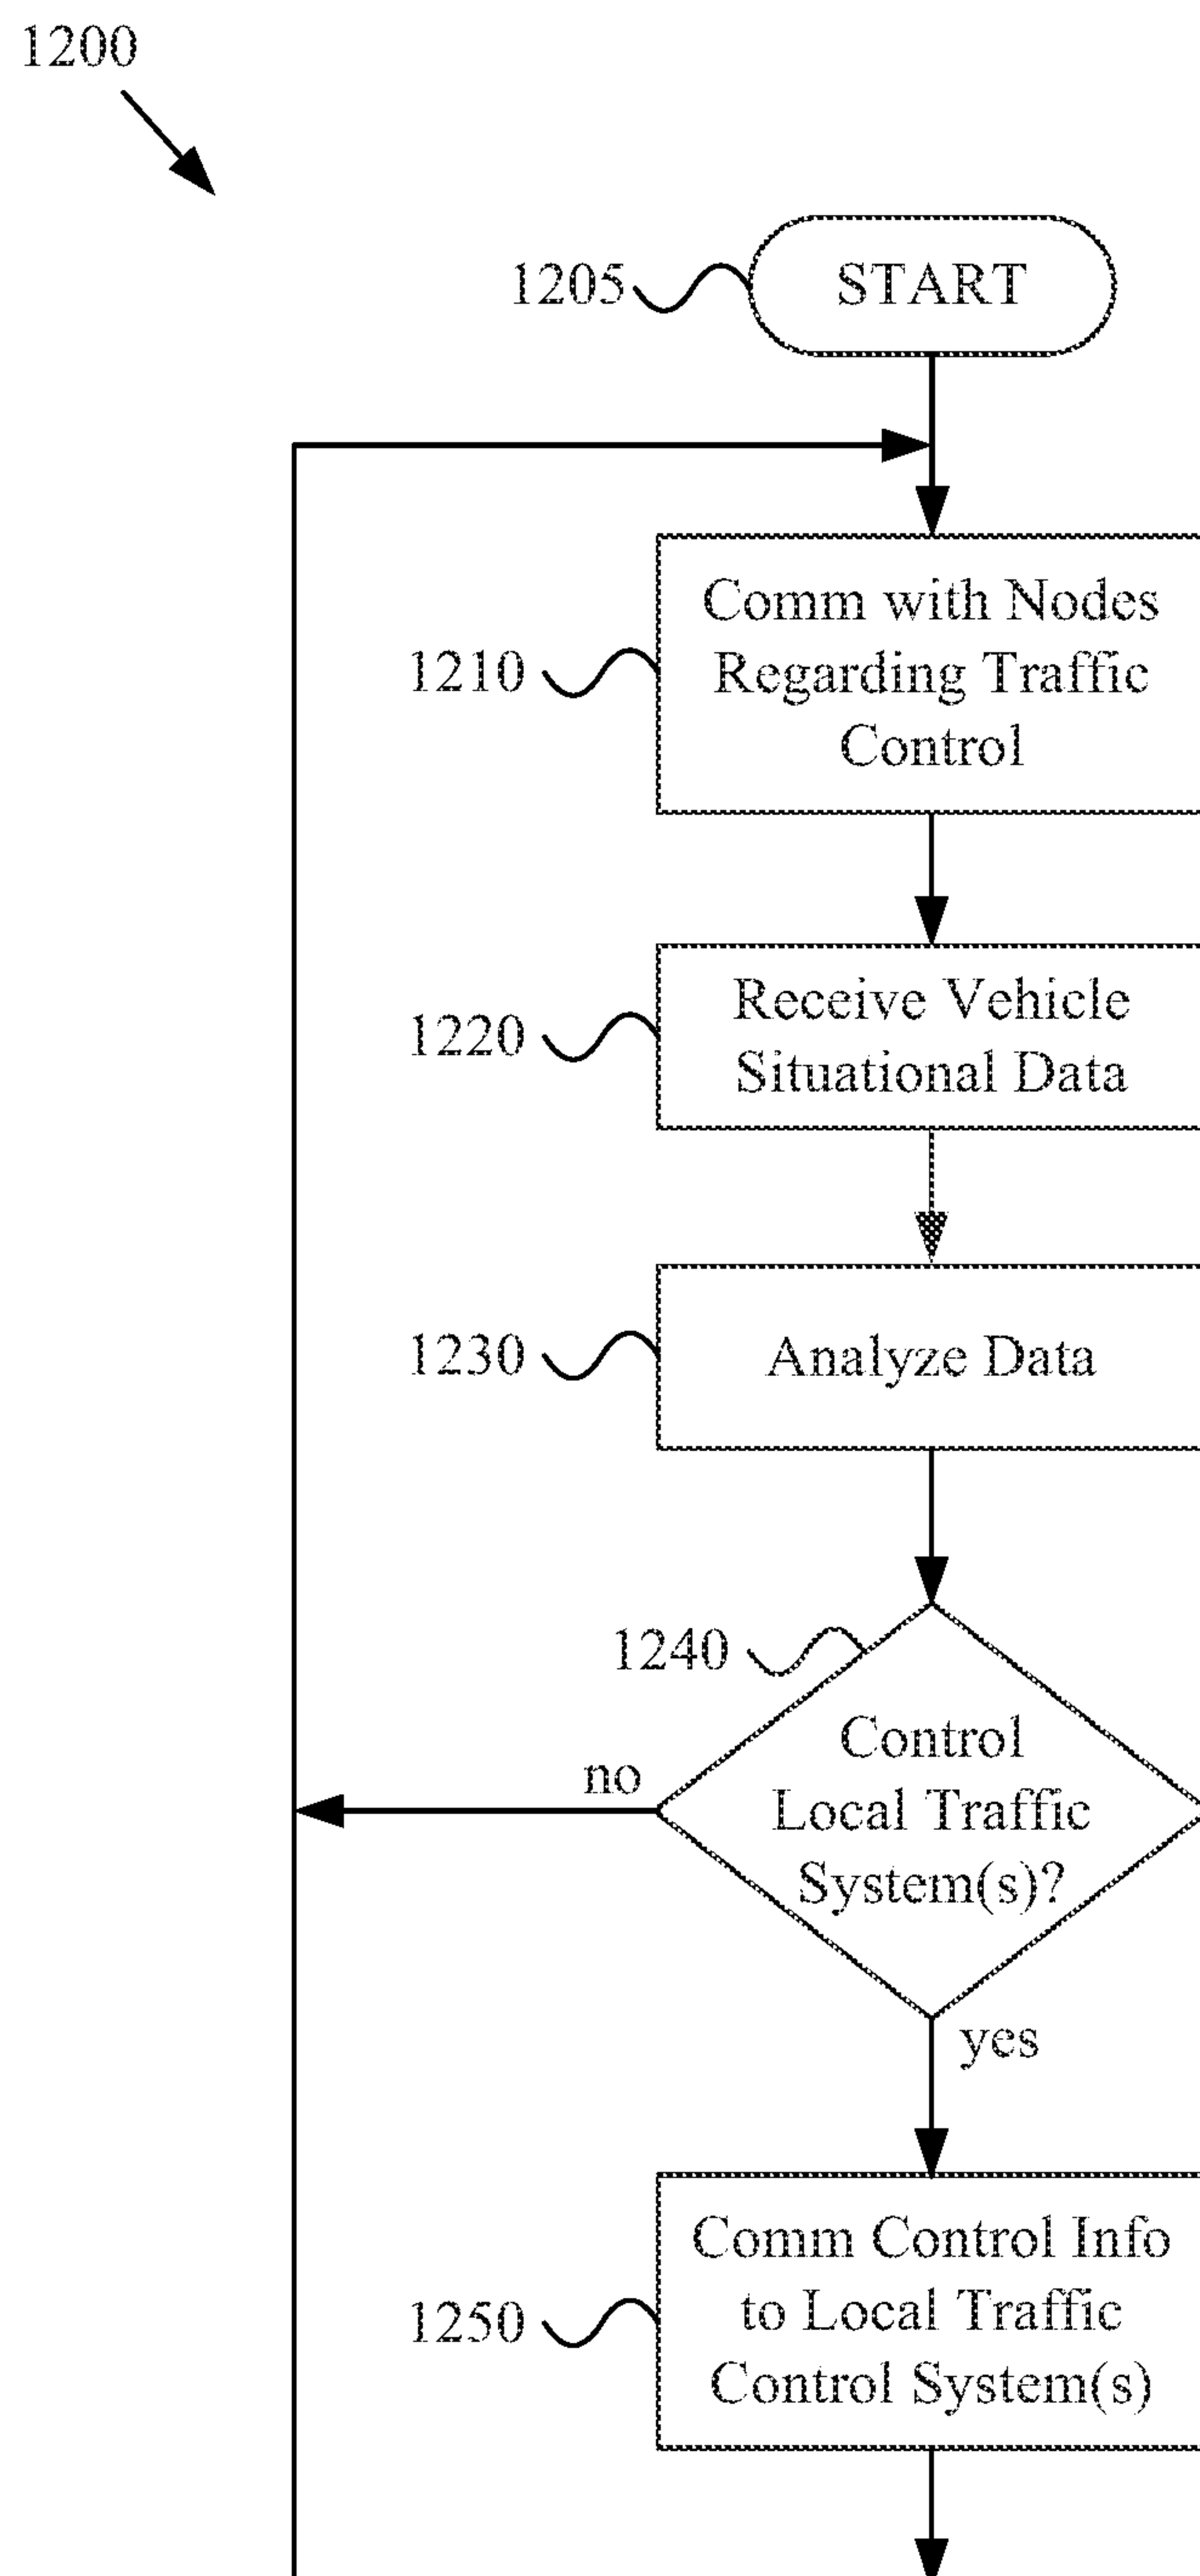 1200
1205
START
Comm with Nodes
1210
Regarding Traffic
Control
Receive Vehicle
1220
Situational Data
1230
Analyze Data
1240
Control
no
Local Traffic
System(s)?
yes
Comm Control Info
1250
to Local Traffic
Control System(s)